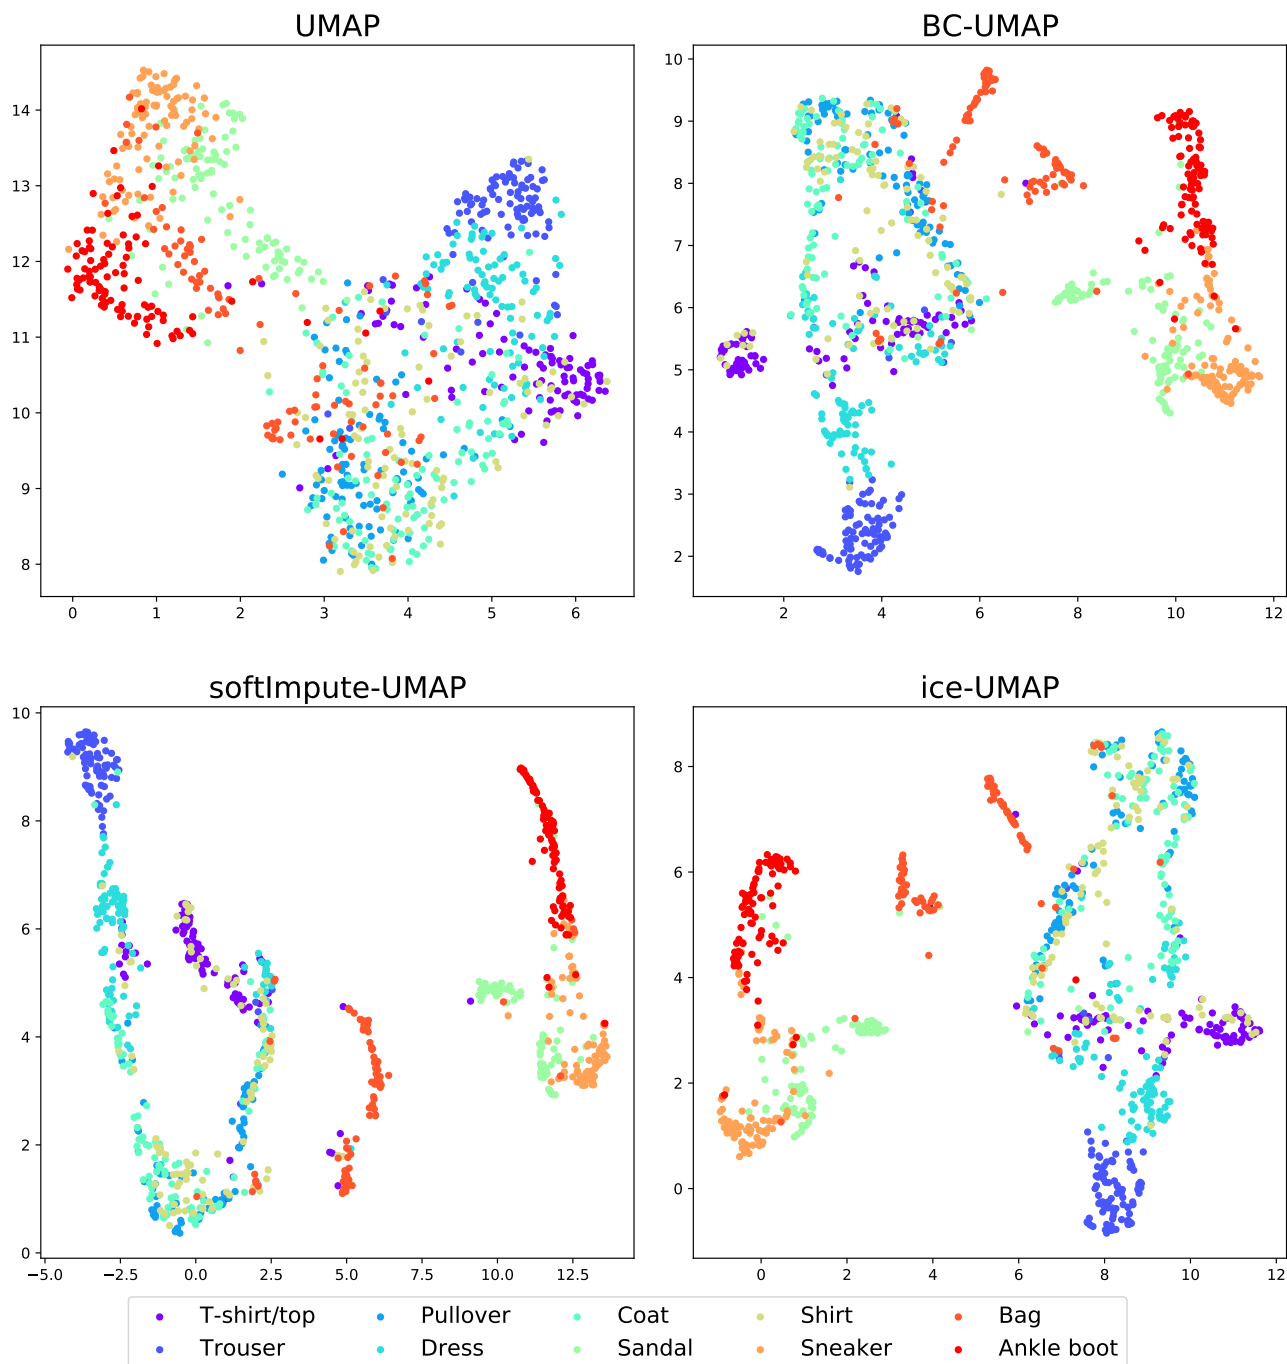 UMAP
BC-UMAP
14
13
12
11
10
9
8
0 1 2 3 4 5 6
10
9
8
7
6
5
4
3
2
2 4 6 8 10 12
softImpute-UMAP
ice-UMAP
10
8
6
4
2
0
−5.0 −2.5 0.0 2.5 5.0 7.5 10.0 12.5
8
6
4
2
0
0 2 4 6 8 10
T-shirt/top Pullover Coat Shirt Bag
Trouser Dress Sandal Sneaker Ankle boot